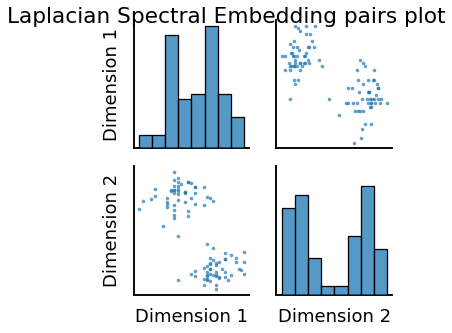 Laplacian Spectral Embedding pairs plot
Dimension 1
Dimension 2
Dimension 1
Dimension 2